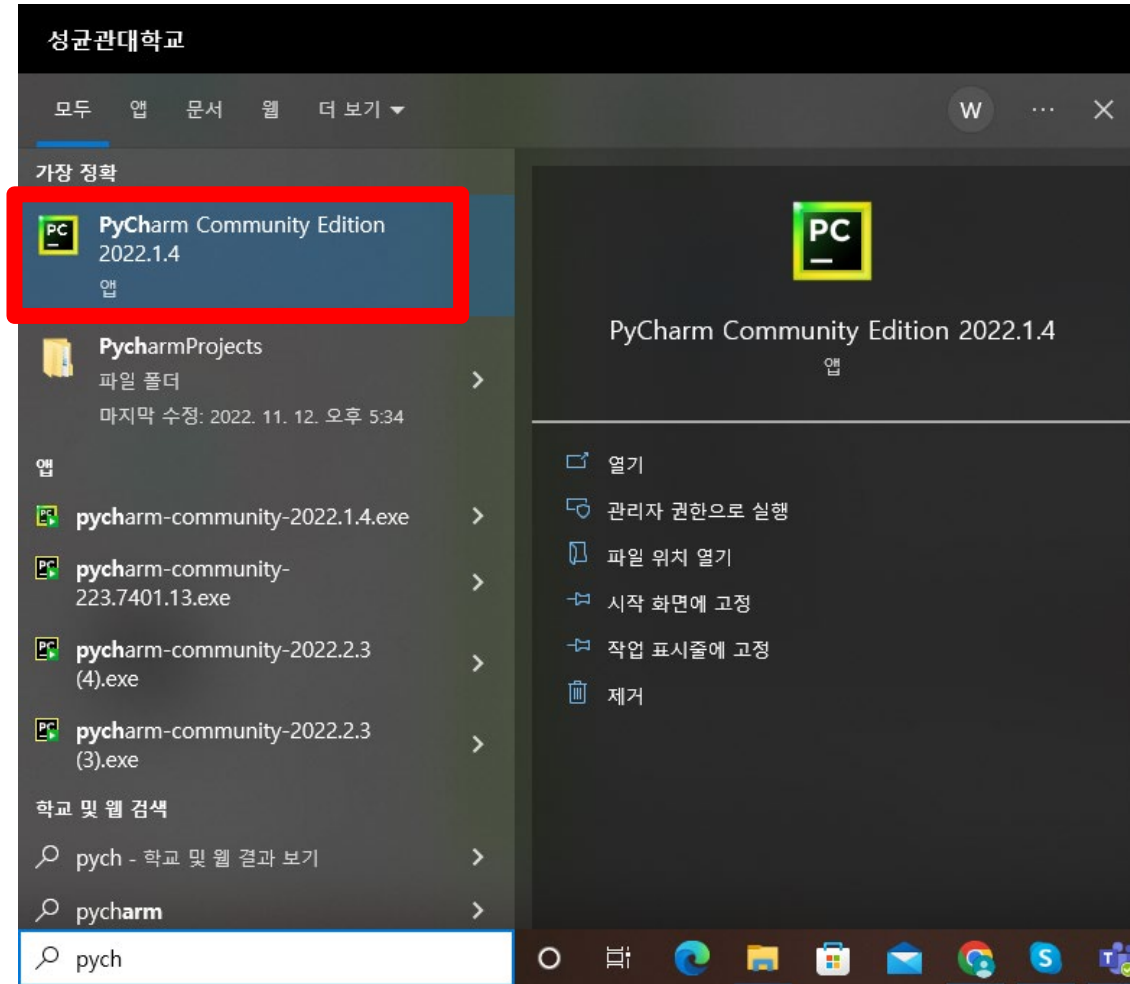 성균관대학교
모두 앱 문서 웹 더 보기
W ... ×
가장 정확
PC
PyCharm Community Edition
2022.1.4
앱
PycharmProjects
파일 폴더
마지막 수정: 2022. 11. 12. 오후 5:34
앱
pycharm-community-2022.1.4.exe
pycharm-community-
223.7401.13.exe
pycharm-community-2022.2.3
(4).exe
pycharm-community-2022.2.3
(3).exe
학교 및 웹 검색
pych - 학교 및 웹 결과 보기
pycharm
pych
PC
PyCharm Community Edition 2022.1.4
앱
열기
관리자 권한으로 실행
파일 위치 열기
시작 화면에 고정
작업 표시줄에 고정
제거
S
T